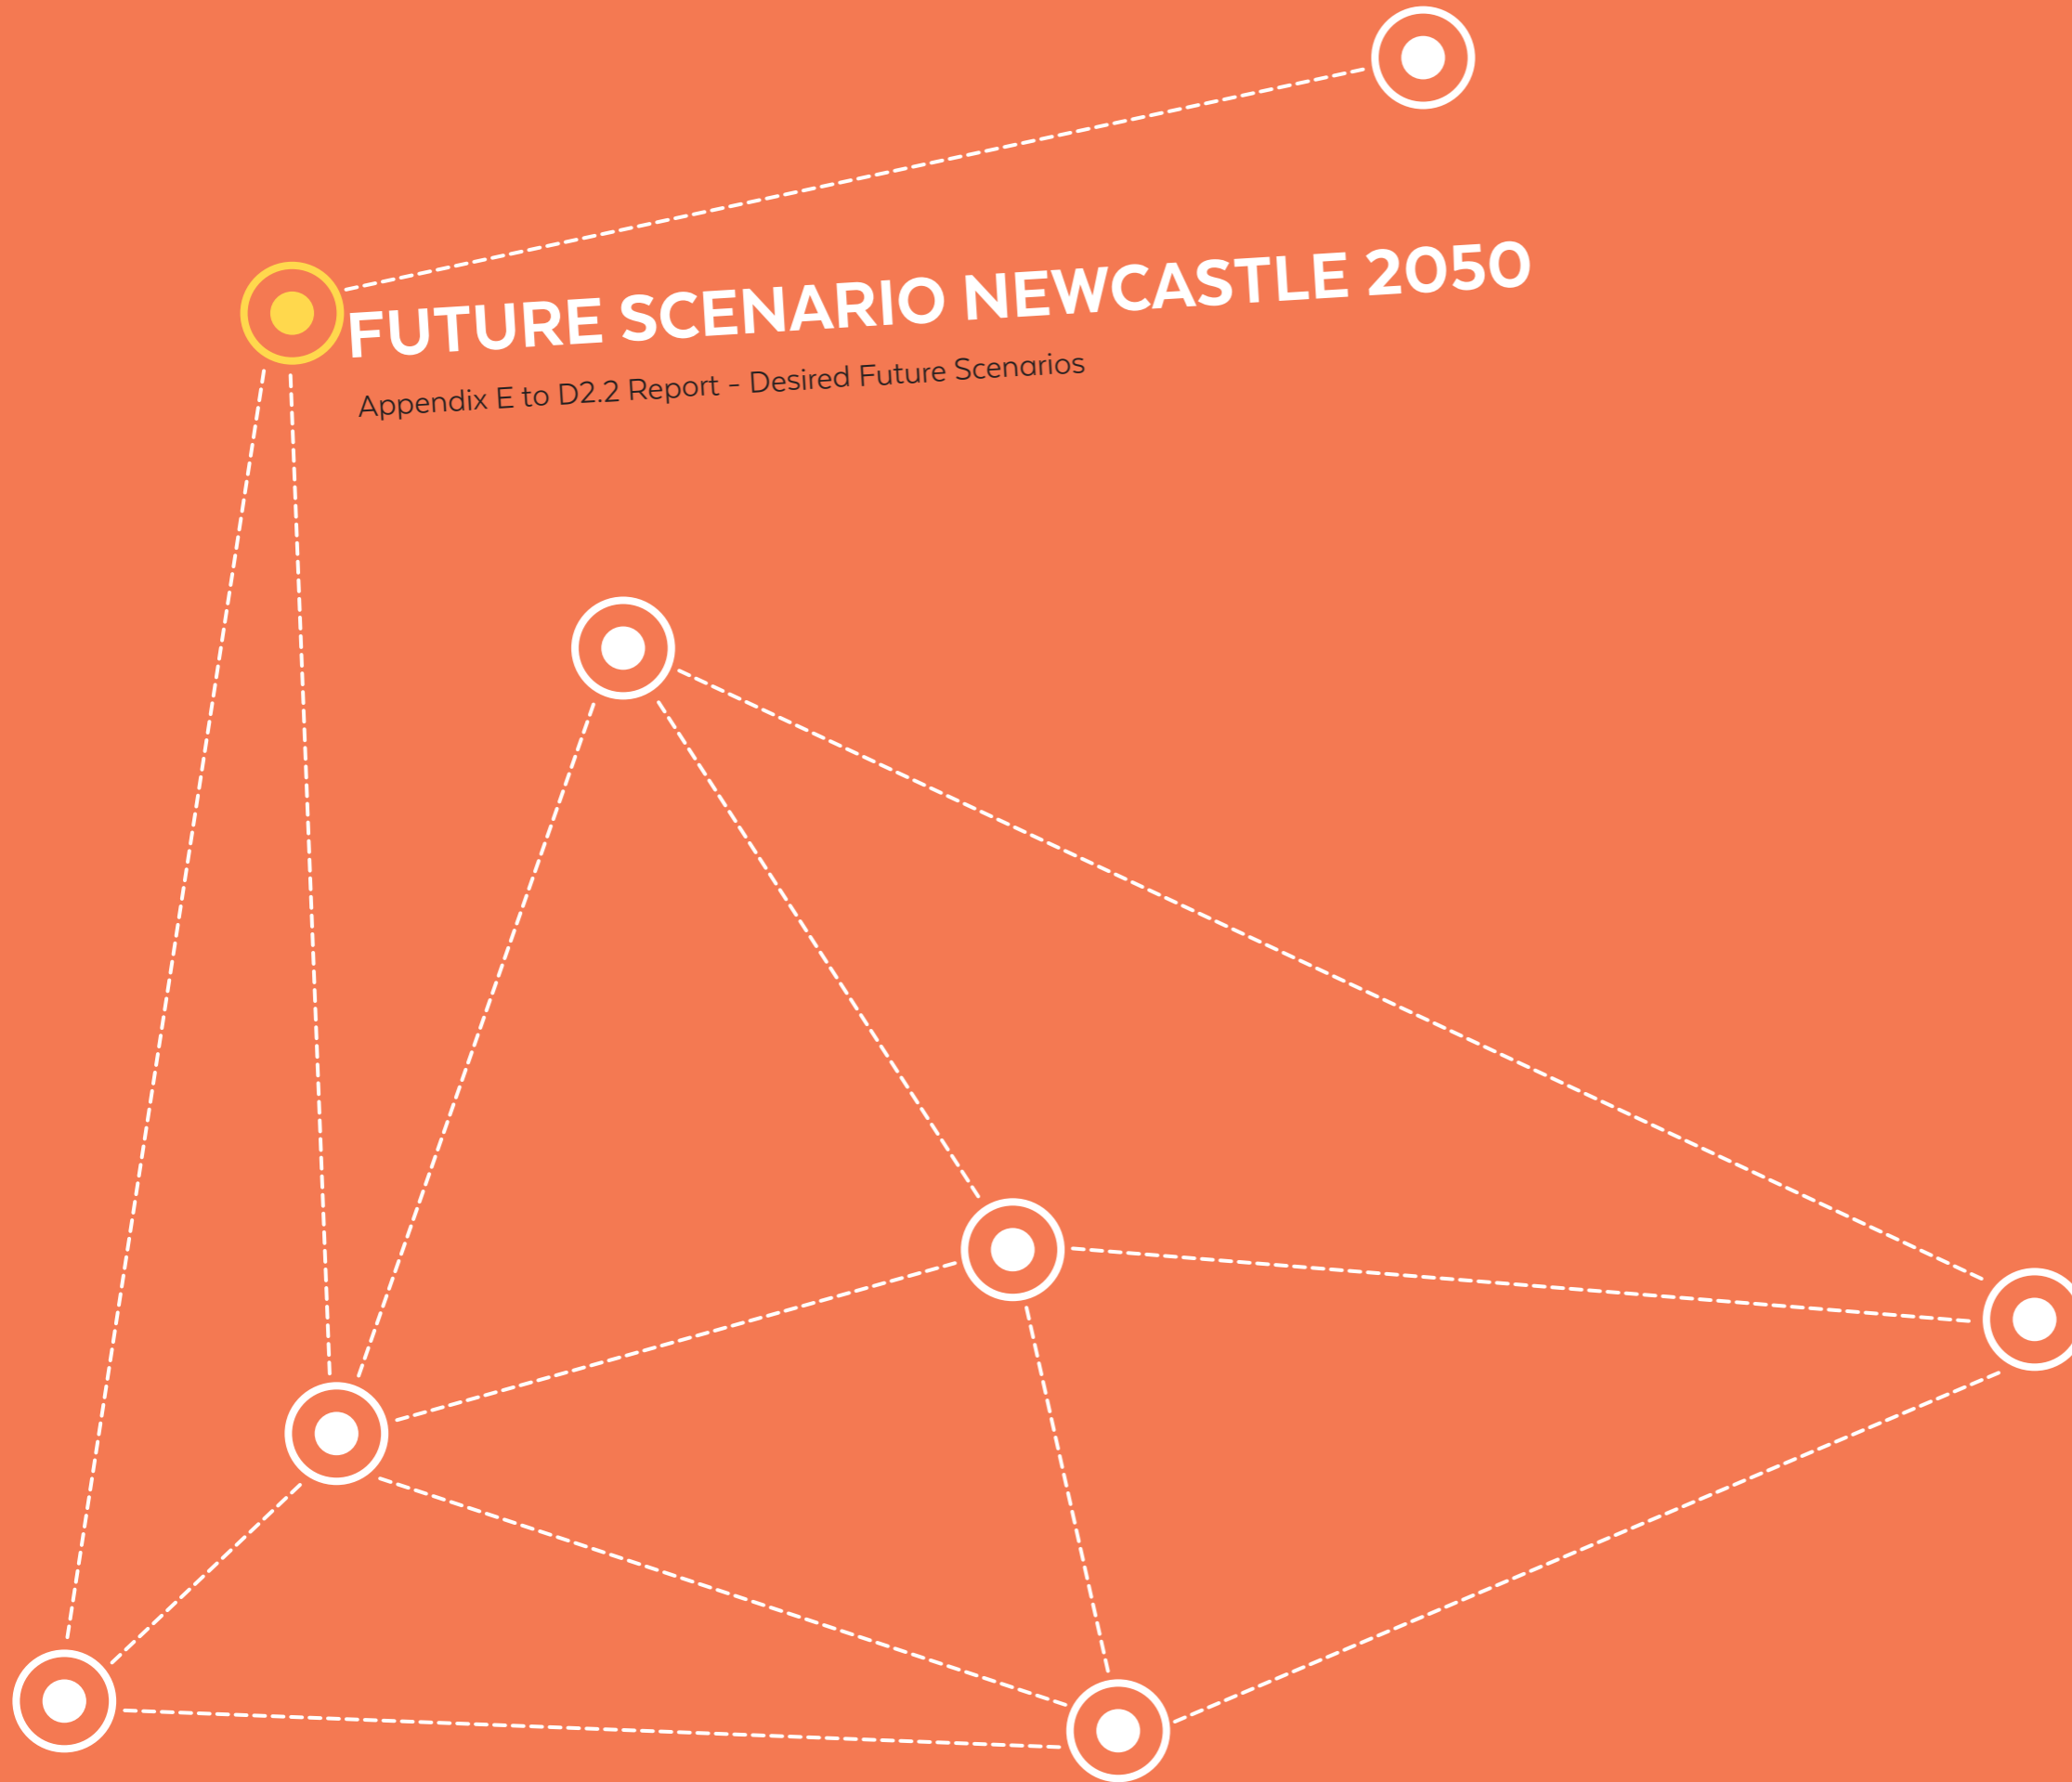 FUTURE SCENARIO NEWCASTLE 2050
Appendix E to D2.2 Report – Desired Future Scenarios